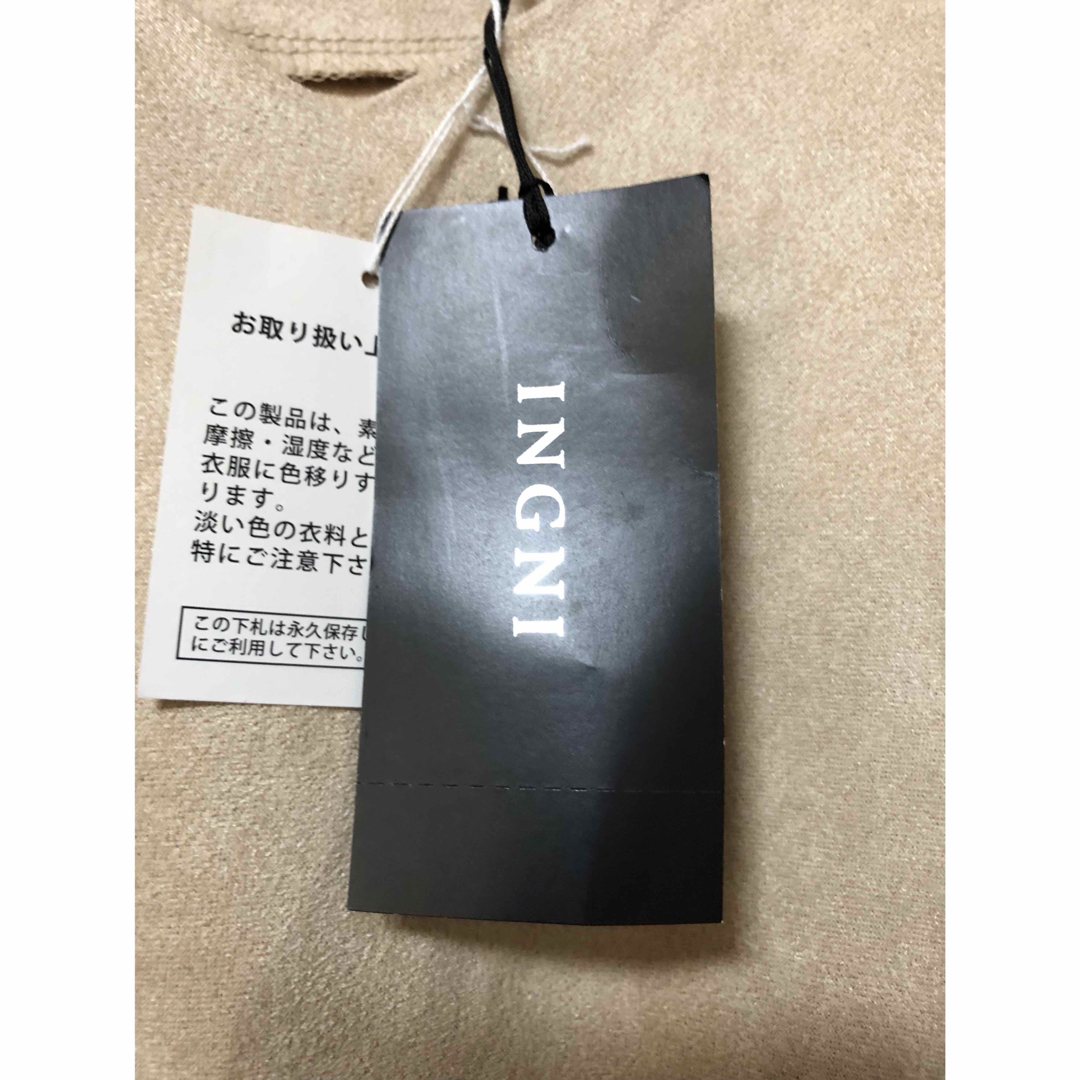 お取り扱い
この製品は、素
摩擦・湿度など
衣服に色移りす
ります。
淡い色の衣料と
特にご注意下さ
この下札は永久保存し
にご利用して下さい。
INGNI